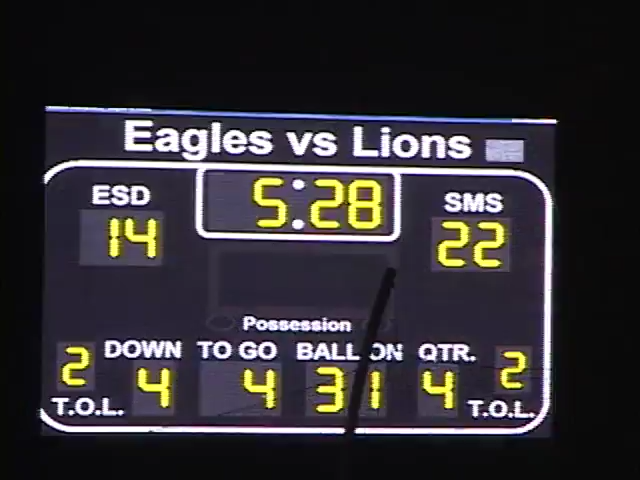 Eagles vs Lions
ESD 5:28 SMS
14 22
Possession
DOWN TO GO BALL ON QTR.
2 4 4 31 4 2
T.O.L. T.O.L.